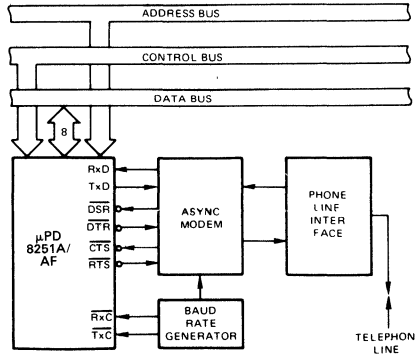 ADDRESS BUS
CONTROL BUS
DATA BUS
8
μPD
8251A/
AF
RxD
TxD
DSR
DTR
CTS
RTS
RxC
TxC
ASYNC
MODEM
BAUD
RATE
GENERATOR
PHONE
LINE
INTER
FACE
TELEPHON
LINE